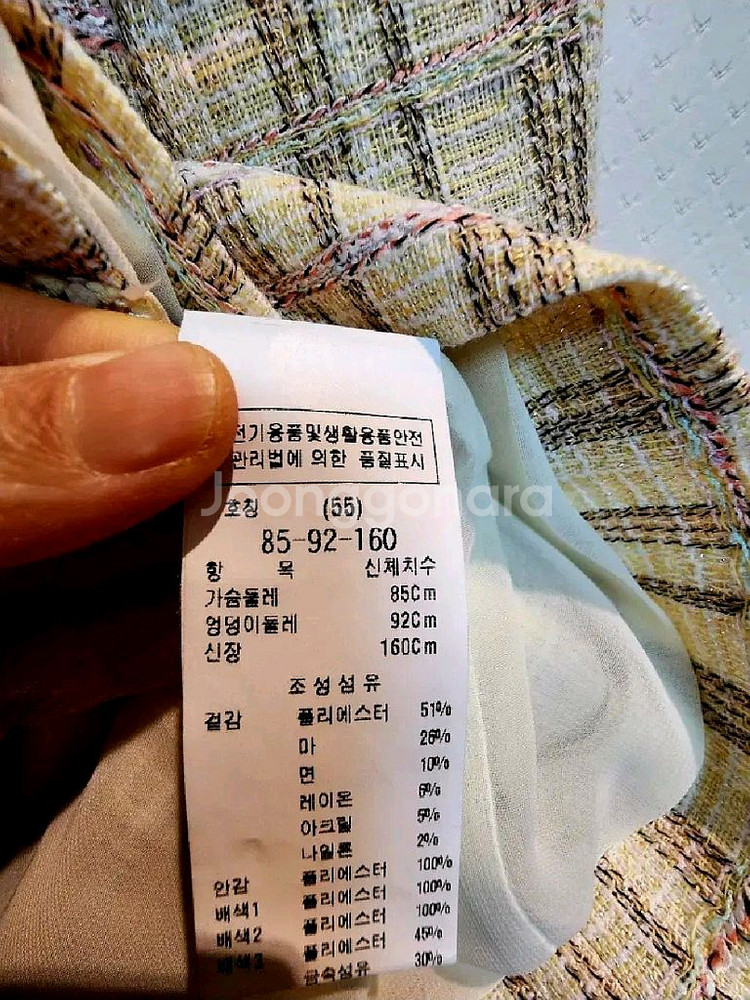 전기용품및생활용품안전
관리법에 의한 품질표시
Joonggonara
호칭 (55)
85-92-160
항 목 신체치수
가슴둘레 85Cm
엉덩이둘레 92Cm
신장 160Cm
조성섬유
겉감 폴리에스터 51%
마 26%
면 10%
레이온 6%
아크릴 5%
나일론 2%
안감 폴리에스터 100%
배색1 폴리에스터 100%
배색2 폴리에스터 100%
배색3 폴리에스터 45%
금속섬유 30%